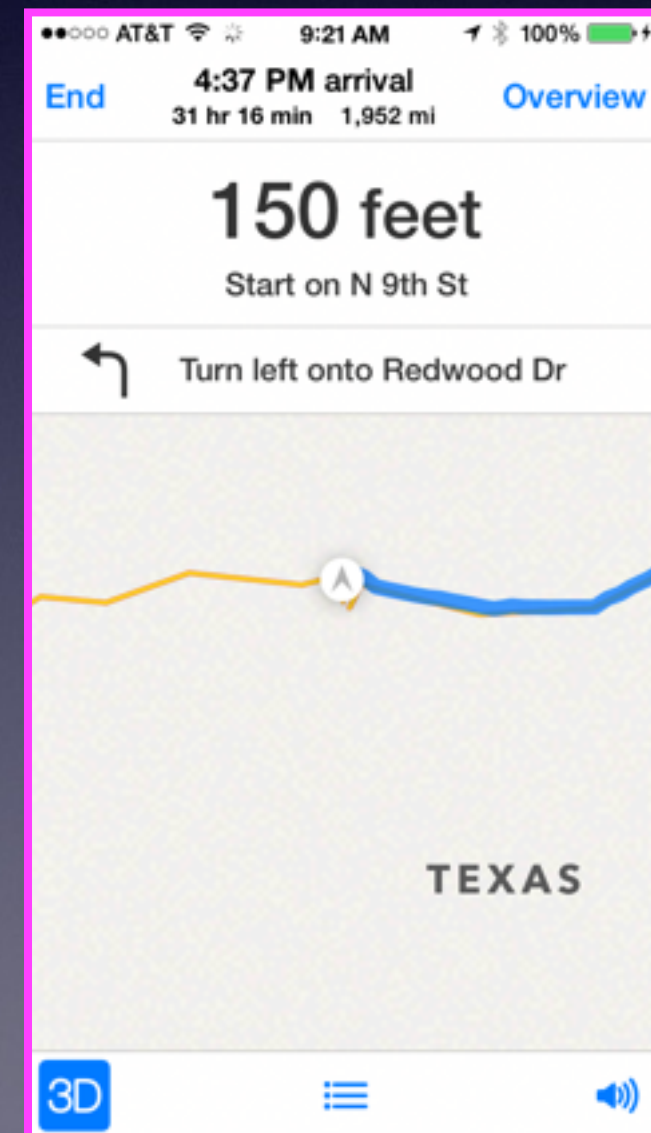 AT&T 9:21 AM 100%
End 4:37 PM arrival Overview
31 hr 16 min 1,952 mi
150 feet
Start on N 9th St
Turn left onto Redwood Dr
TEXAS
3D